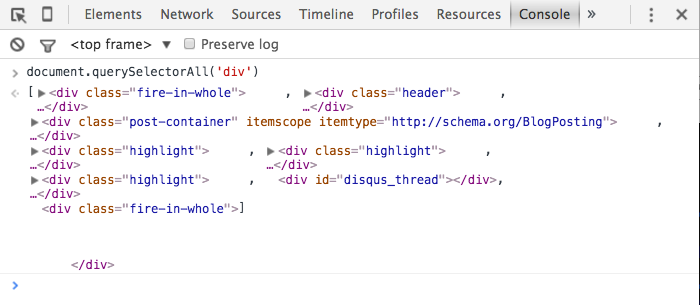 Elements Network Sources Timeline Profiles Resources Console »
<top frame> ▼ Preserve log
> document.querySelectorAll('div')
[▶<div class="fire-in-whole"> , ▶<div class="header"> ,
…</div> …</div>
▶<div class="post-container" itemscope itemtype="http://schema.org/BlogPosting"> ,
…</div>
▶<div class="highlight"> , ▶<div class="highlight"> ,
…</div> …</div>
▶<div class="highlight"> , <div id="disqus_thread"></div>,
…</div>
<div class="fire-in-whole">]
</div>
>